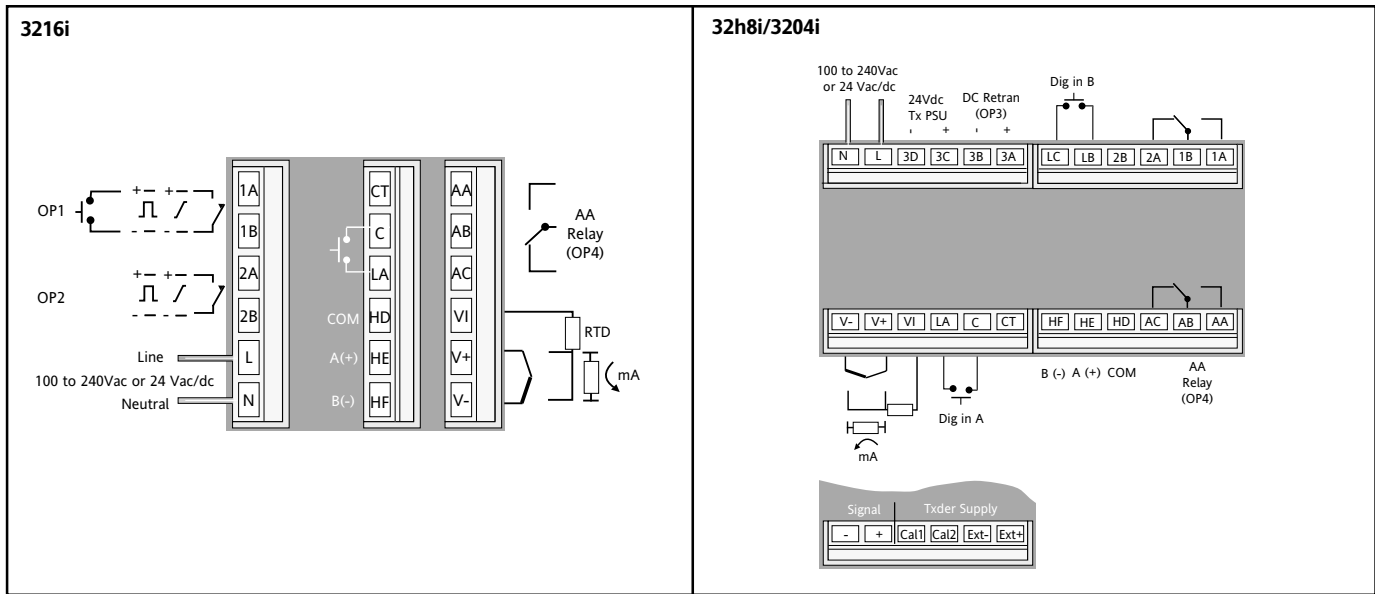 3216i
OP1
+ +
- -
OP2
+ +
- -
Line
100 to 240Vac or 24 Vac/dc
Neutral
1A
1B
2A
2B
L
N
CT
C
LA
COM HD
A(+) HE
B(-) HF
AA
AB
AC
VI
V+
V-
AA
Relay
(OP4)
RTD
mA
32h8i/3204i
100 to 240Vac
or 24 Vac/dc
24Vdc
Tx PSU
- +
DC Retran
(OP3)
- +
Dig in B
N L 3D 3C 3B 3A LC LB 2B 2A 1B 1A
V- V+ VI LA C CT HF HE HD AC AB AA
B (-) A (+) COM
AA
Relay
(OP4)
Dig in A
mA
Signal Txder Supply
- + Cal1 Cal2 Ext- Ext+